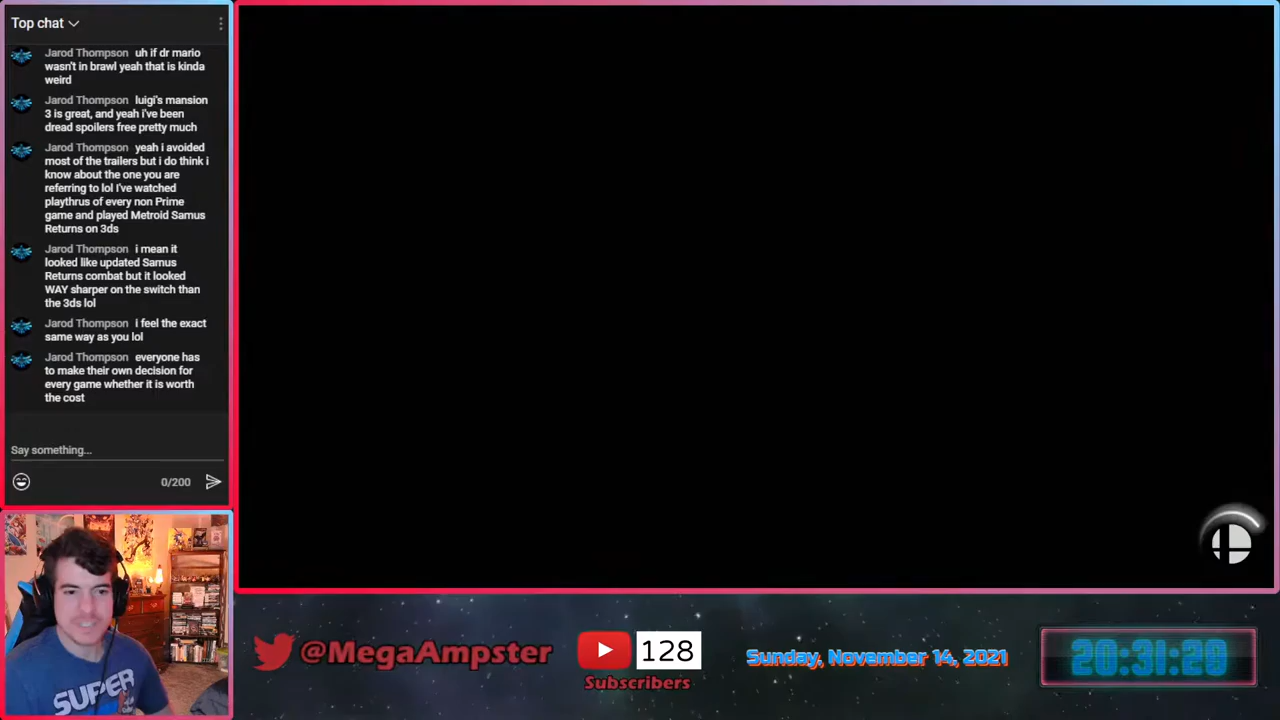 Top chat
Jarod Thompson uh if dr mario
wasn't in brawl yeah that is kinda
weird
Jarod Thompson luigi's mansion
3 is great, and yeah i've been
dread spoilers free pretty much
Jarod Thompson yeah i avoided
most of the trailers but i do think i
know about the one you are
referring to lol I've watched
playthrus of every non Prime
game and played Metroid Samus
Returns on 3ds
Jarod Thompson i mean it
looked like updated Samus
Returns combat but it looked
WAY sharper on the switch than
the 3ds lol
Jarod Thompson i feel the exact
same way as you lol
Jarod Thompson everyone has
to make their own decision for
every game whether it is worth
the cost
Say something...
0/200
SUPER
@MegaAmpster
128
Subscribers
Sunday, November 14, 2021
20:31:29